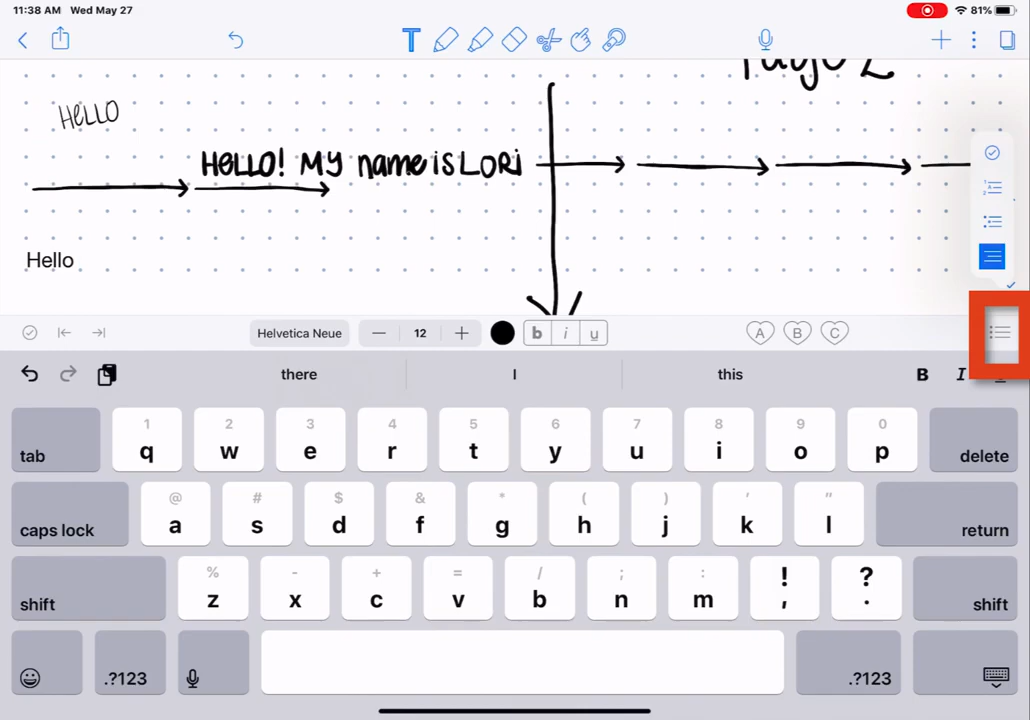 11:38 AM Wed May 27
81%
T
Page 2
HELLO
HELLO! MY name is LORi
Hello
Helvetica Neue
12
b i u
A B C
there I this
B I
1 2 3 4 5 6 7 8 9 0
tab q w e r t y u i o p delete
@ # $ & * ( ) ' "
caps lock a s d f g h j k l return
% - + = / ; : ! ?
shift z x c v b n m , . shift
.?123 .?123